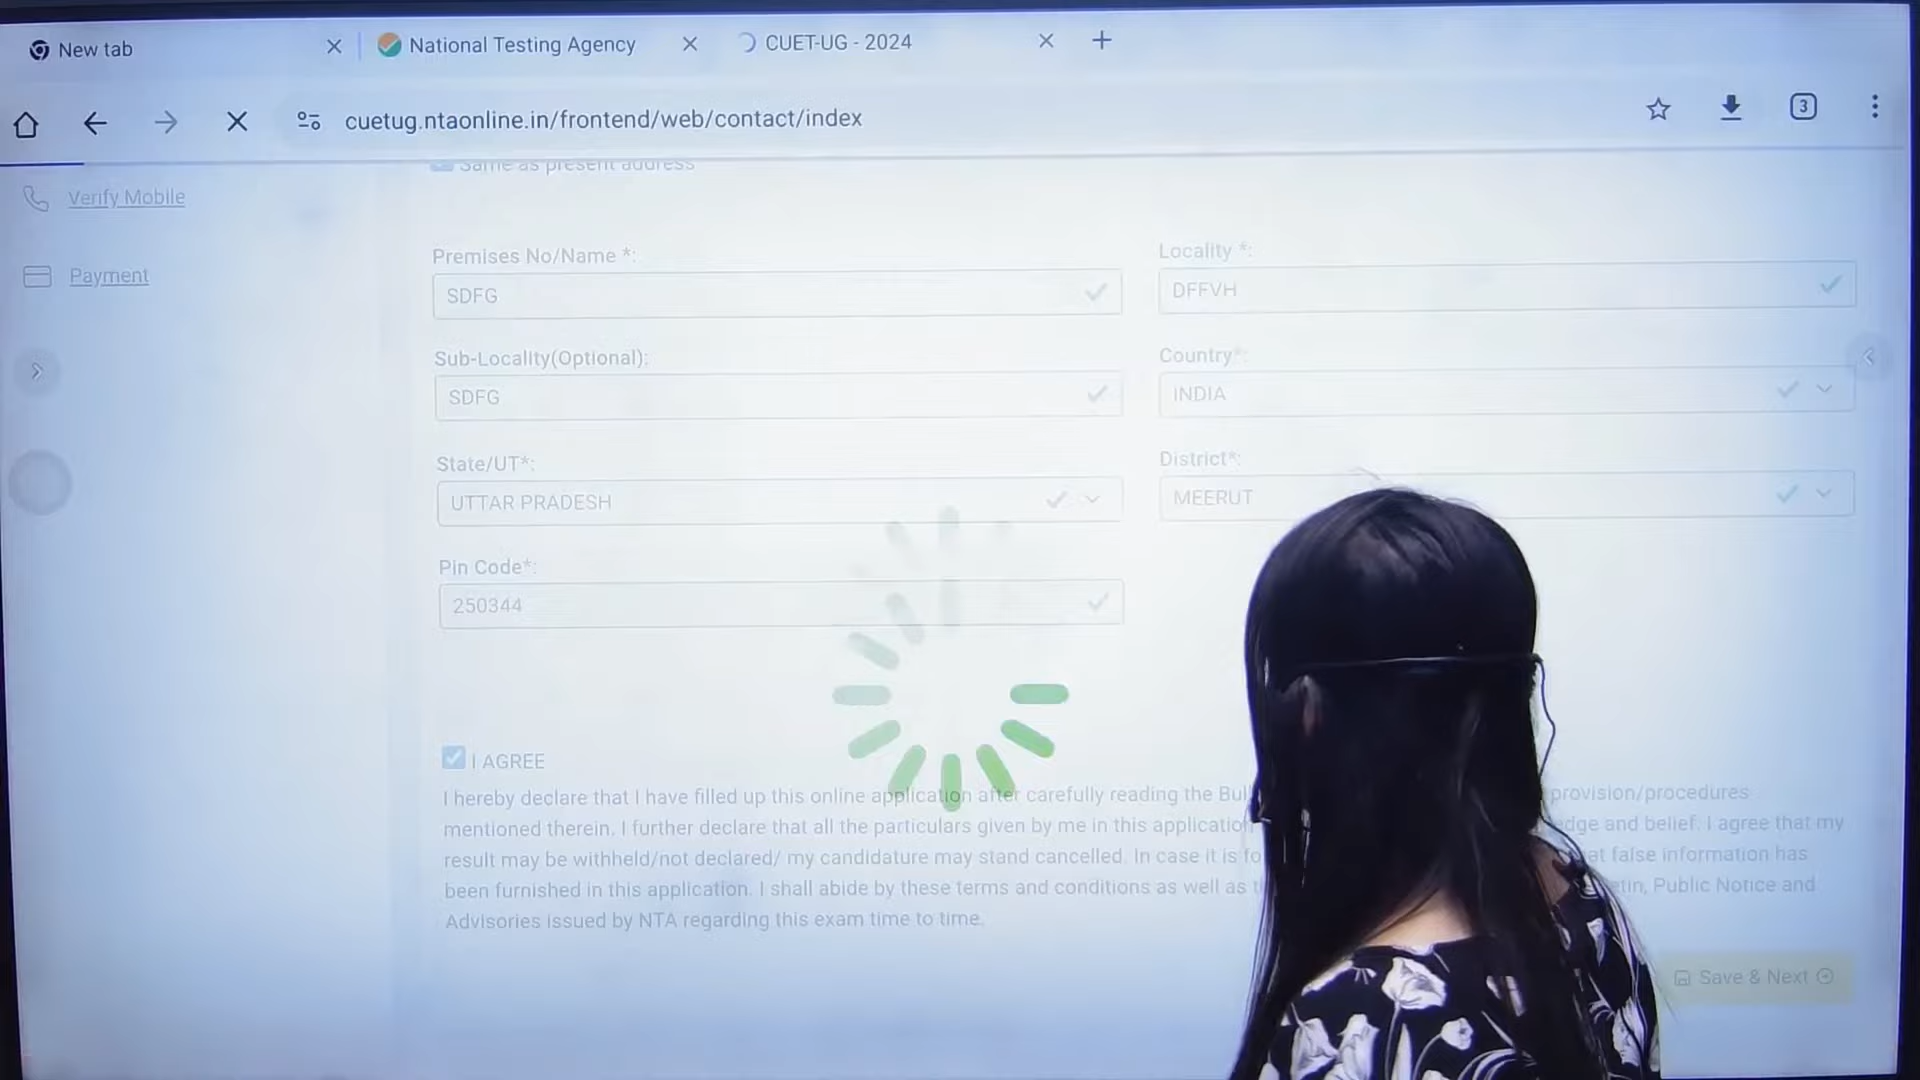 New tab
National Testing Agency
CUET-UG - 2024
cuetug.ntaonline.in/frontend/web/contact/index
3
Same as present address
Verify Mobile
Payment
Premises No/Name *:
SDFG
Locality *:
DFFVH
Sub-Locality(Optional):
SDFG
Country*:
INDIA
State/UT*:
UTTAR PRADESH
District*:
MEERUT
Pin Code*:
250344
I AGREE
I hereby declare that I have filled up this online application after carefully reading the provision/procedures
mentioned therein. I further declare that all the particulars given by me in this application and belief. I agree that my
result may be withheld/not declared/ my candidature may stand cancelled. In case it is false information has
been furnished in this application. I shall abide by these terms and conditions as well as Public Notice and
Advisories issued by NTA regarding this exam time to time.
Save & Next